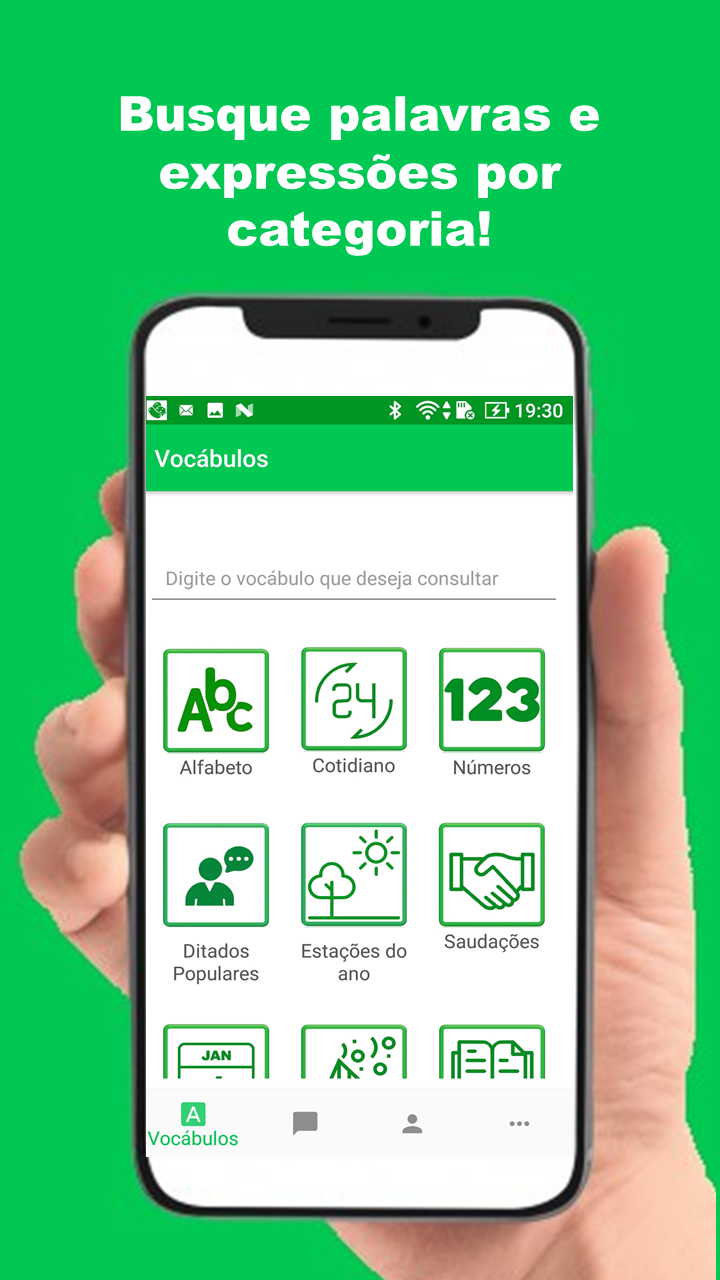 Busque palavras e
expressões por
categoria!
19:30
Vocábulos
Digite o vocábulo que deseja consultar
Abc
24
123
Alfabeto
Cotidiano
Números
Ditados
Populares
Estações do
ano
Saudações
JAN
A
Vocábulos